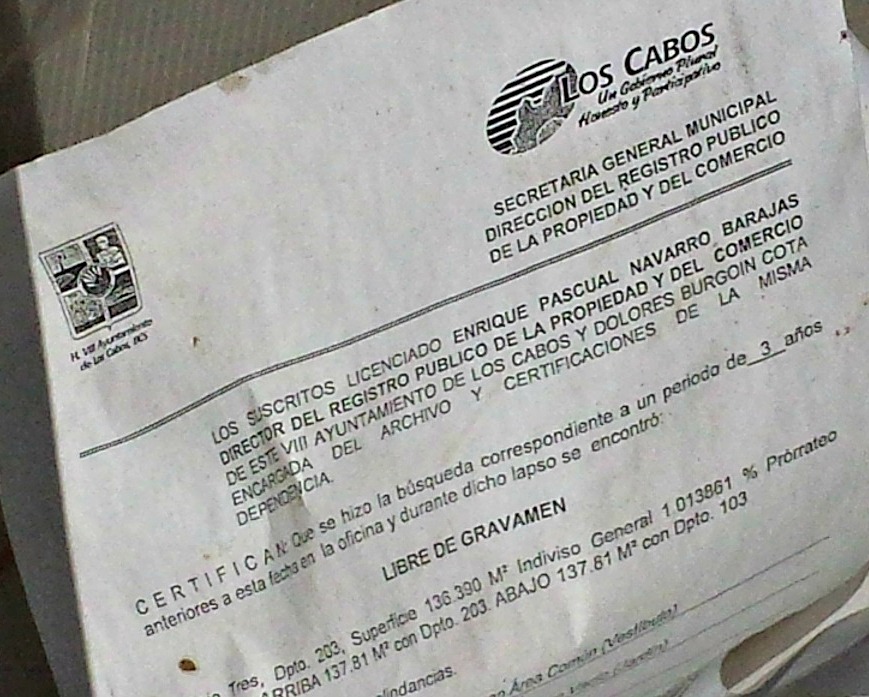 LOS CABOS
Un Gobierno Plural
Honesto y Participativo
SECRETARIA GENERAL MUNICIPAL
DIRECCION DEL REGISTRO PUBLICO
DE LA PROPIEDAD Y DEL COMERCIO
H. VIII Ayuntamiento
de Los Cabos, BCS
LOS SUSCRITOS LICENCIADO ENRIQUE PASCUAL NAVARRO BARAJAS
DIRECTOR DEL REGISTRO PUBLICO DE LA PROPIEDAD Y DEL COMERCIO
DE ESTE VIII AYUNTAMIENTO DE LOS CABOS Y DOLORES BURGOIN COTA
ENCARGADA DEL ARCHIVO Y CERTIFICACIONES DE LA MISMA
DEPENDENCIA.
C E R T I F I C A N: Que se hizo la búsqueda correspondiente a un periodo de 3 años
anteriores a esta fecha en la oficina y durante dicho lapso se encontró:
LIBRE DE GRAVAMEN
Tres, Dpto. 203, Superficie 136.390 M² Indiviso General 1.013861 % Prorrateo
ARRIBA 137.81 M² con Dpto. 203. ABAJO 137.81 M² con Dpto. 103
colindancias.
Área Común (Vestíbulo)